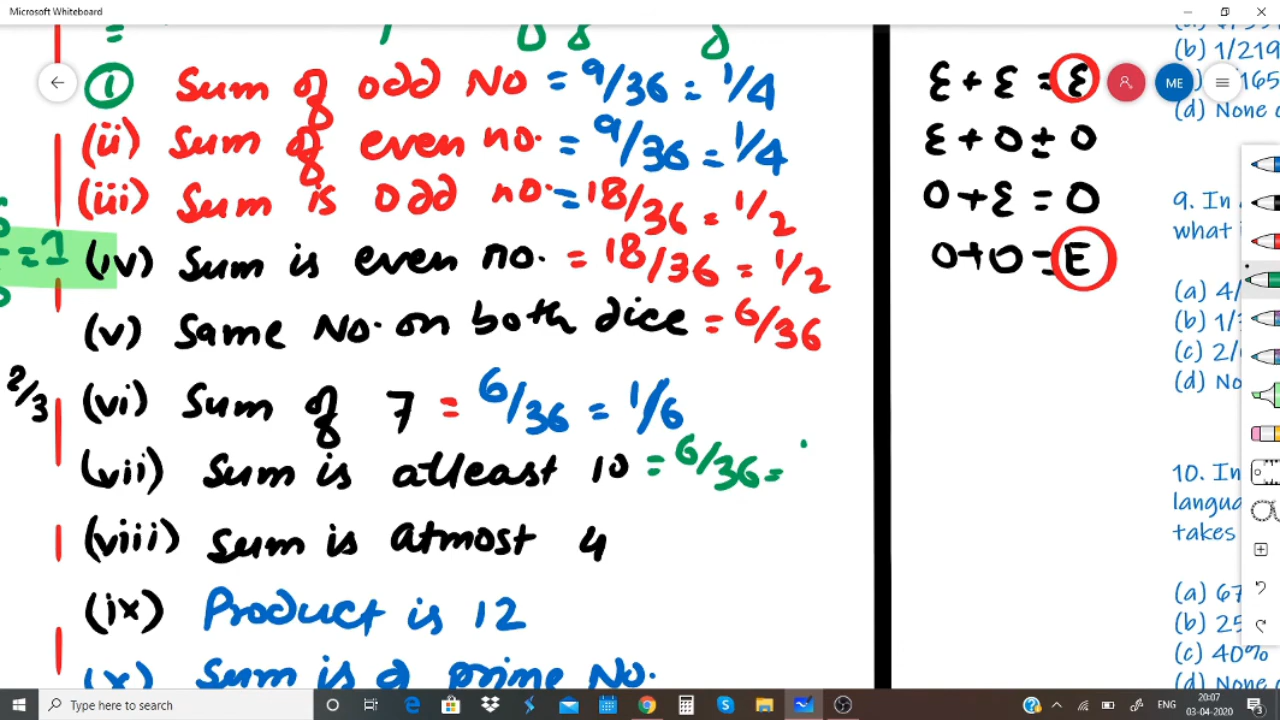 Microsoft Whiteboard
① Sum of odd No = 9/36 = 1/4
(ii) Sum of even no. = 9/36 = 1/4
(iii) Sum is odd no. = 18/36 = 1/2
= 1 (iv) Sum is even no. = 18/36 = 1/2
(v) Same No. on both dice = 6/36
2/3
(vi) Sum of 7 = 6/36 = 1/6
(vii) Sum is atleast 10 = 6/36 =
(viii) Sum is atmost 4
(ix) Product is 12
(x) Sum is a prime No.
Ɛ + Ɛ = Ɛ
Ɛ + O = O
O + Ɛ = O
O + O = E
ME
(b) 1/219
165
(d) None
9. In
what
(a) 4/
(b) 1/
(c) 2/
(d) No
10. In
langua
takes
(a) 67
(b) 25
(c) 40%
(d) None
Type here to search
ENG
20:07
03-04-2020